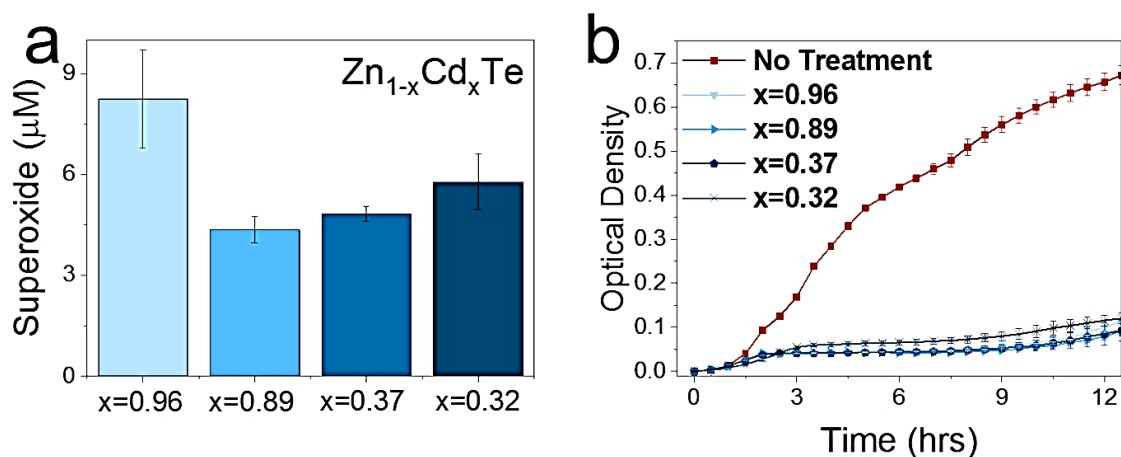 a
Zn1-xCdxTe
Superoxide (μM)
9
6
3
0
x=0.96
x=0.89
x=0.37
x=0.32
b
No Treatment
x=0.96
x=0.89
x=0.37
x=0.32
Optical Density
0.7
0.6
0.5
0.4
0.3
0.2
0.1
0.0
0
3
6
9
12
Time (hrs)